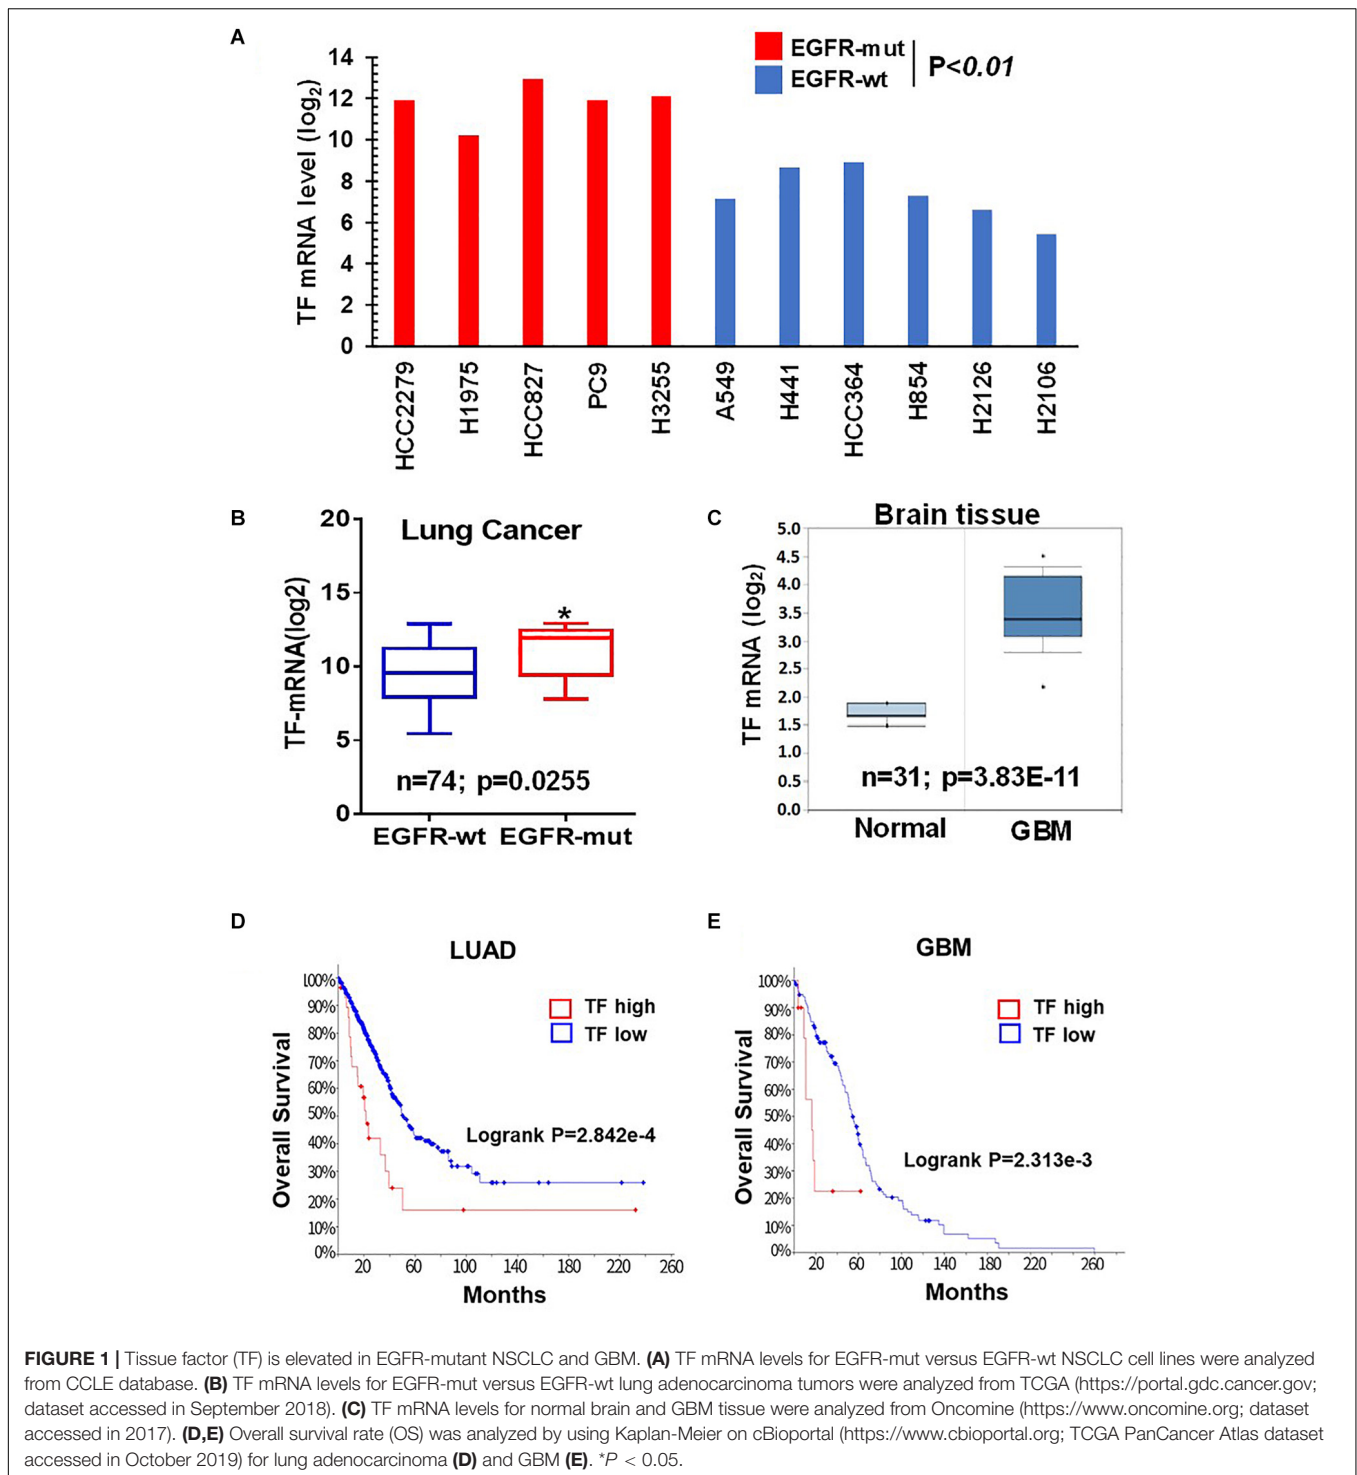 A
14
12
10
8
6
4
2
0
TF mRNA level (log2)
EGFR-mut
EGFR-wt
P<0.01
HCC2279
H1975
HCC827
PC9
H3255
A549
H441
HCC364
H854
H2126
H2106
B
Lung Cancer
20
15
10
5
0
TF-mRNA(log2)
*
n=74; p=0.0255
EGFR-wt EGFR-mut
C
Brain tissue
5.0
4.5
4.0
3.5
3.0
2.5
2.0
1.5
1.0
0.5
0.0
TF mRNA (log2)
n=31; p=3.83E-11
Normal GBM
D
LUAD
100%
90%
80%
70%
60%
50%
40%
30%
20%
10%
0%
Overall Survival
TF high
TF low
Logrank P=2.842e-4
20 60 100 140 180 220 260
Months
E
GBM
100%
90%
80%
70%
60%
50%
40%
30%
20%
10%
0%
Overall Survival
TF high
TF low
Logrank P=2.313e-3
20 60 100 140 180 220 260
Months
FIGURE 1 | Tissue factor (TF) is elevated in EGFR-mutant NSCLC and GBM. (A) TF mRNA levels for EGFR-mut versus EGFR-wt NSCLC cell lines were analyzed
from CCLE database. (B) TF mRNA levels for EGFR-mut versus EGFR-wt lung adenocarcinoma tumors were analyzed from TCGA (https://portal.gdc.cancer.gov;
dataset accessed in September 2018). (C) TF mRNA levels for normal brain and GBM tissue were analyzed from Oncomine (https://www.oncomine.org; dataset
accessed in 2017). (D,E) Overall survival rate (OS) was analyzed by using Kaplan-Meier on cBioportal (https://www.cbioportal.org; TCGA PanCancer Atlas dataset
accessed in October 2019) for lung adenocarcinoma (D) and GBM (E). *P < 0.05.